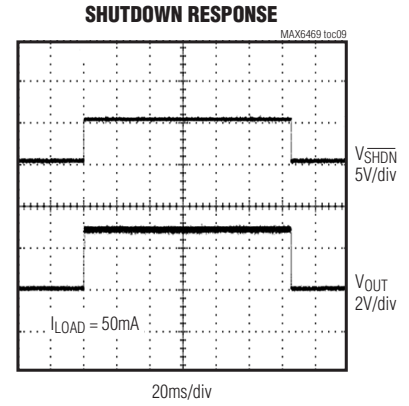 SHUTDOWN RESPONSE
MAX6469 toc09
VSHDN
5V/div
VOUT
2V/div
ILOAD = 50mA
20ms/div